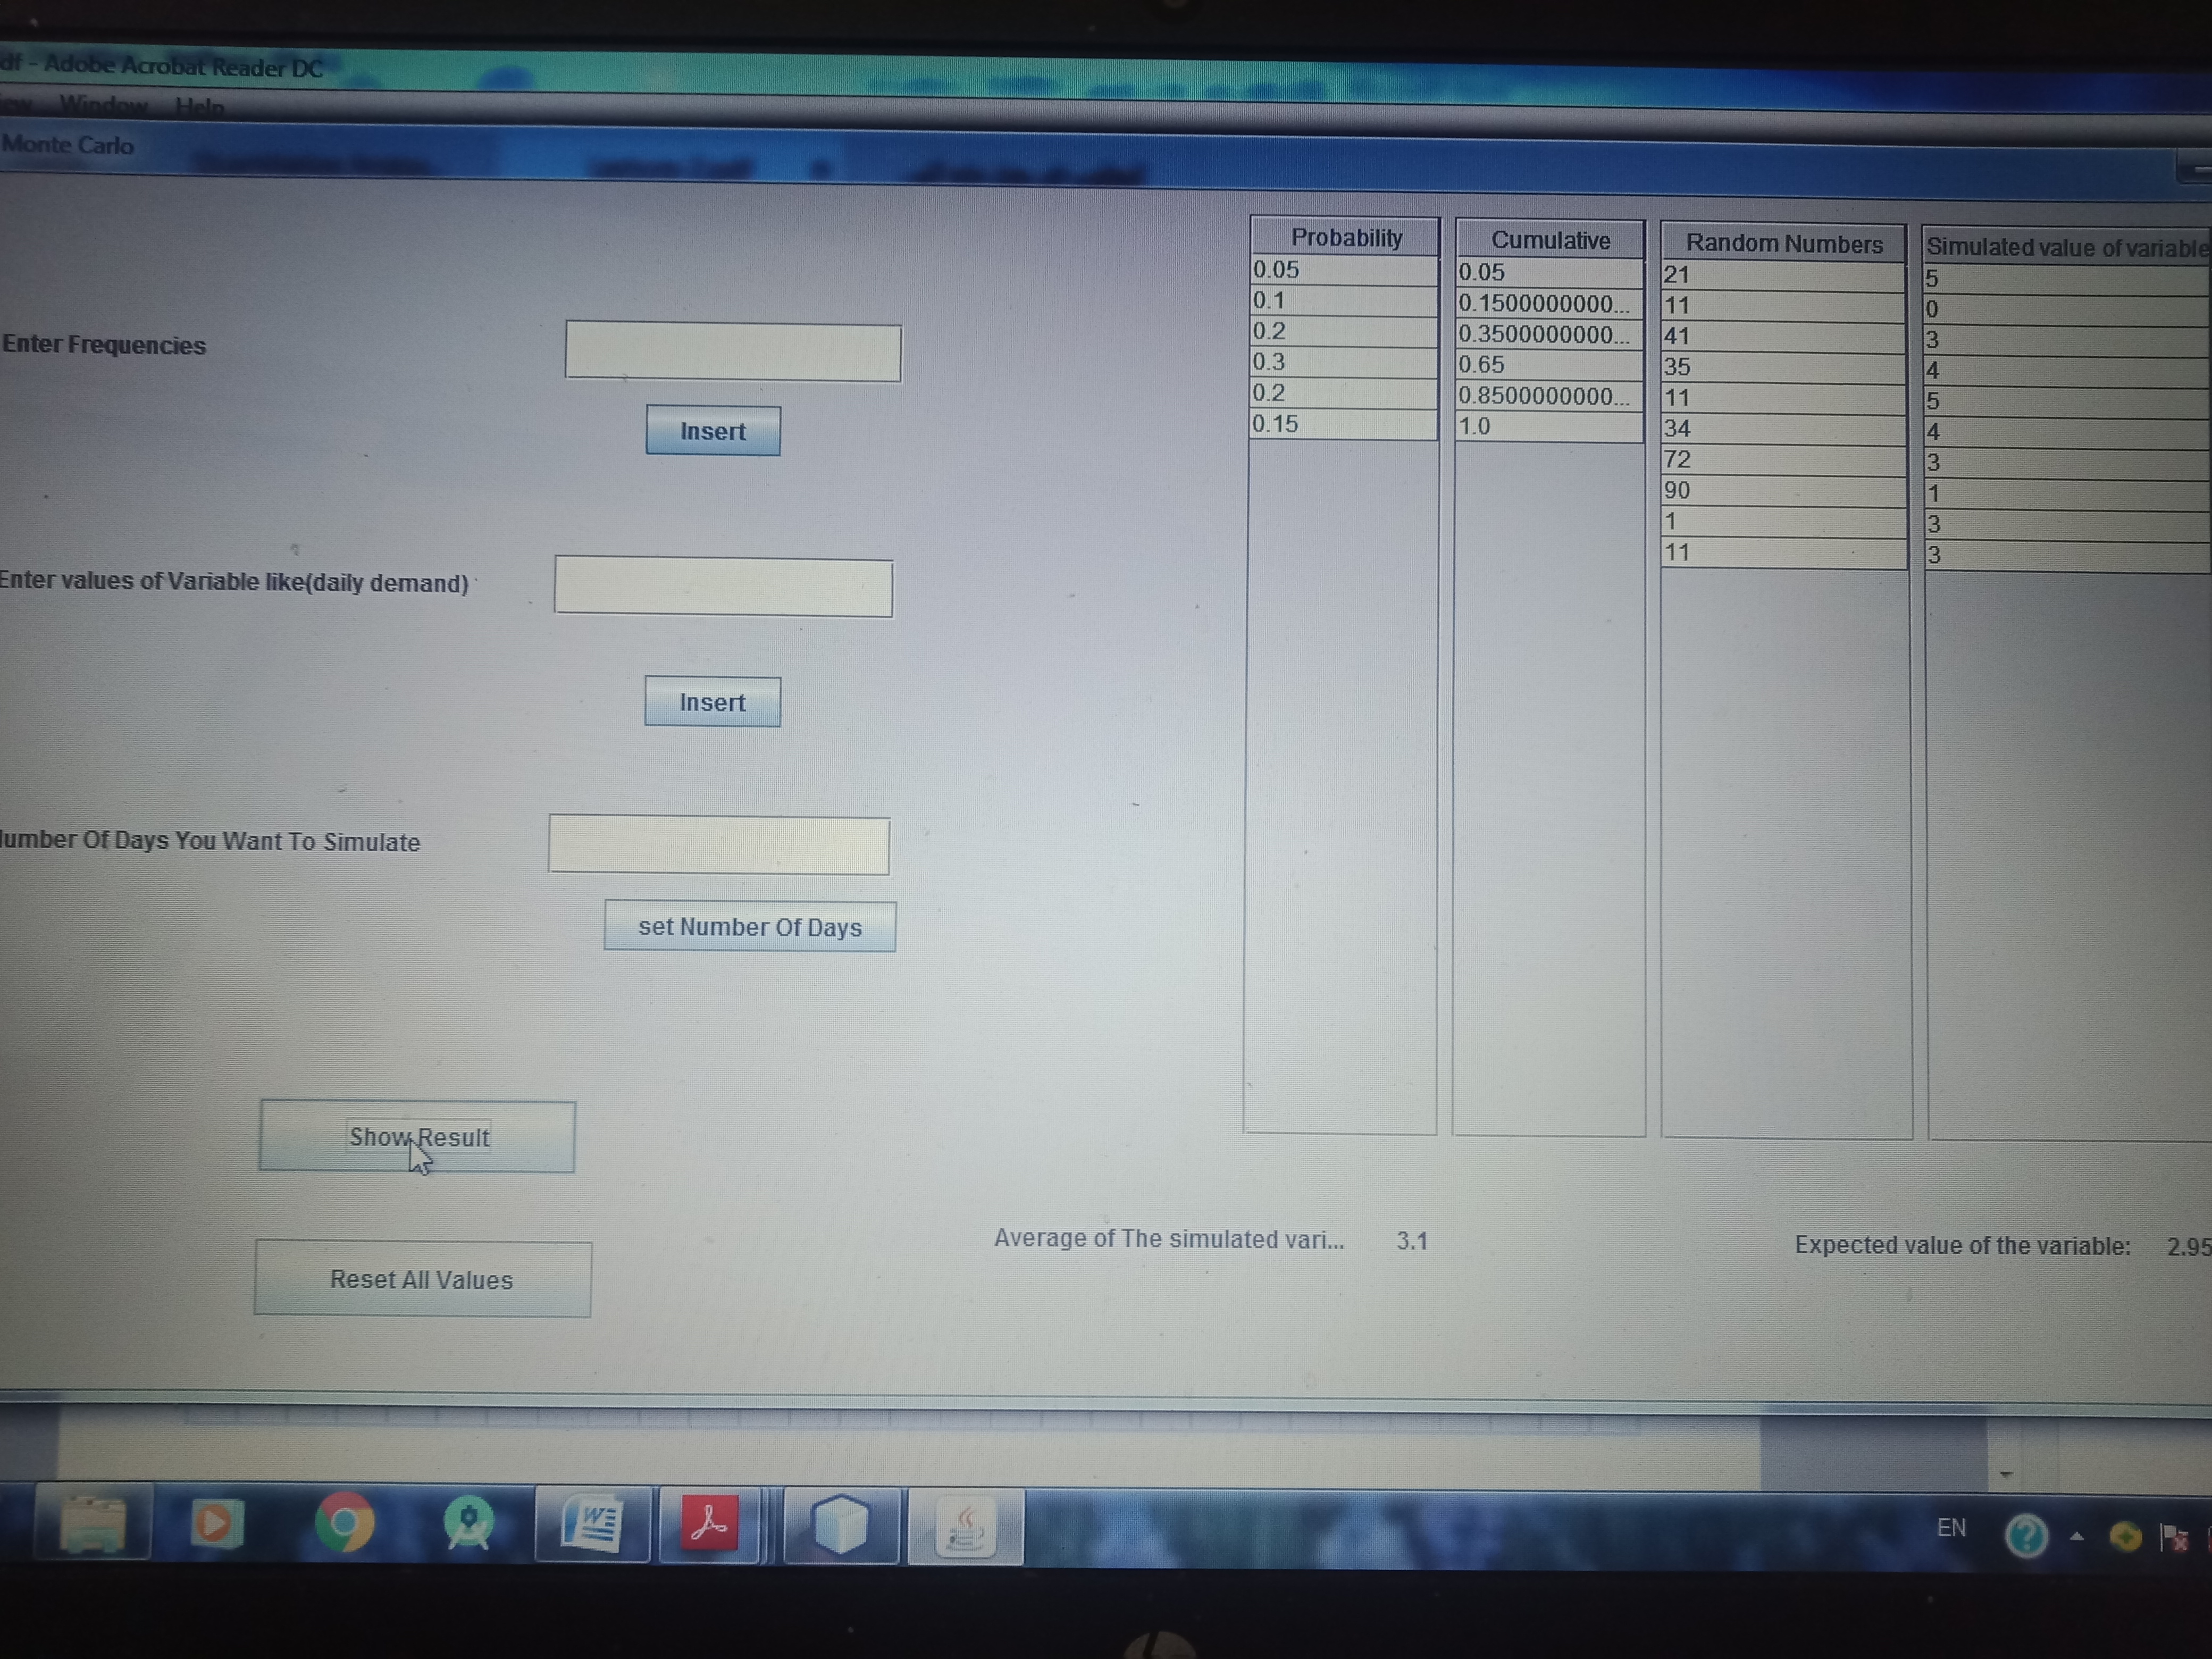 df - Adobe Acrobat Reader DC
Window Help
Monte Carlo
Enter Frequencies
Insert
Enter values of Variable like(daily demand)
Insert
Number Of Days You Want To Simulate
set Number Of Days
Show Result
Reset All Values
Probability
0.05
0.1
0.2
0.3
0.2
0.15
Cumulative
0.05
0.1500000000...
0.3500000000...
0.65
0.8500000000...
1.0
Random Numbers
21
11
41
35
11
34
72
90
1
11
Simulated value of variable
5
0
3
4
5
4
3
1
3
3
Average of The simulated vari... 3.1
Expected value of the variable: 2.95
EN